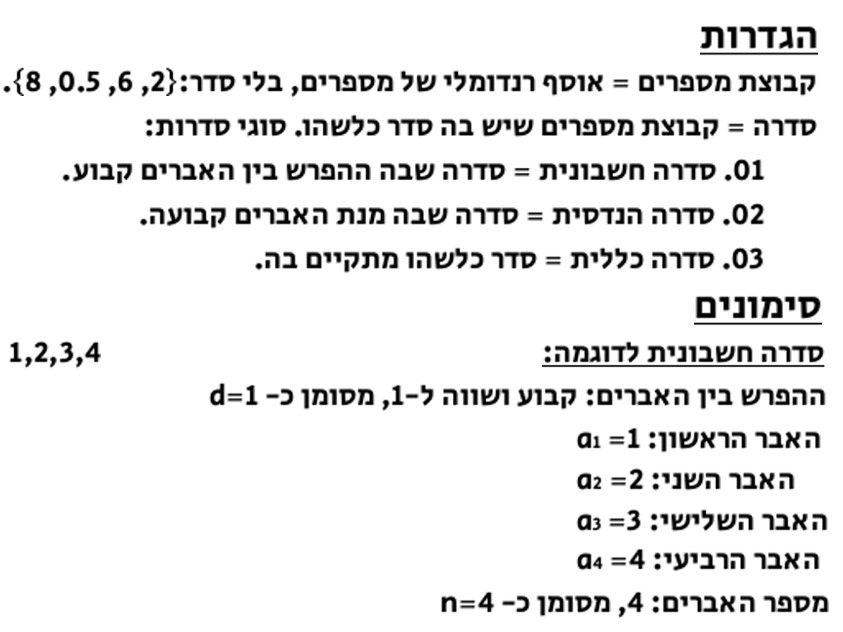 הגדרות
קבוצת מספרים = אוסף רנדומלי של מספרים, בלי סדר:{2, 6, 0.5, 8}.
סדרה = קבוצת מספרים שיש בה סדר כלשהו. סוגי סדרות:
01. סדרה חשבונית = סדרה שבה ההפרש בין האברים קבוע.
02. סדרה הנדסית = סדרה שבה מנת האברים קבועה.
03. סדרה כללית = סדר כלשהו מתקיים בה.
סימונים
סדרה חשבונית לדוגמה: 1,2,3,4
ההפרש בין האברים: קבוע ושווה ל-1, מסומן כ- d=1
האבר הראשון: a₁ =1
האבר השני: a₂ =2
האבר השלישי: a₃ =3
האבר הרביעי: a₄ =4
מספר האברים: 4, מסומן כ- n=4